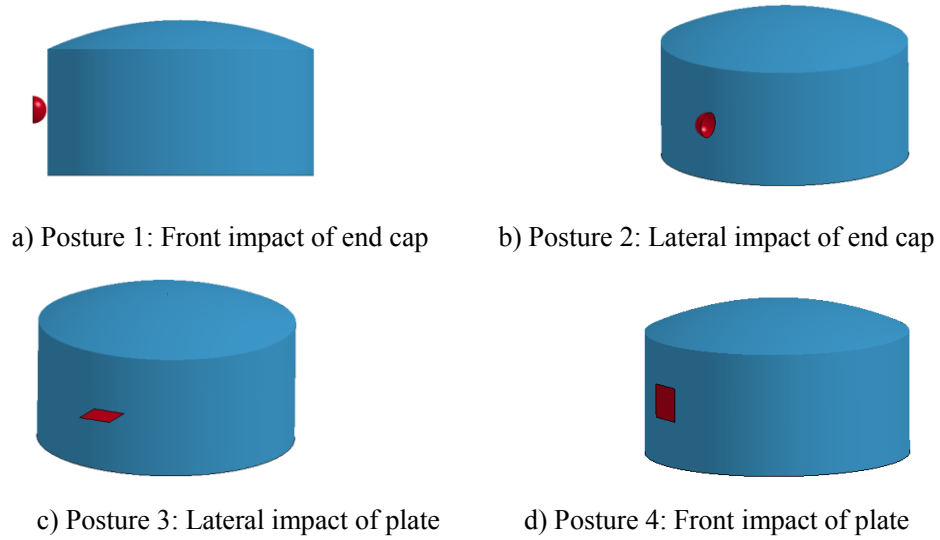 a) Posture 1: Front impact of end cap
b) Posture 2: Lateral impact of end cap
c) Posture 3: Lateral impact of plate
d) Posture 4: Front impact of plate